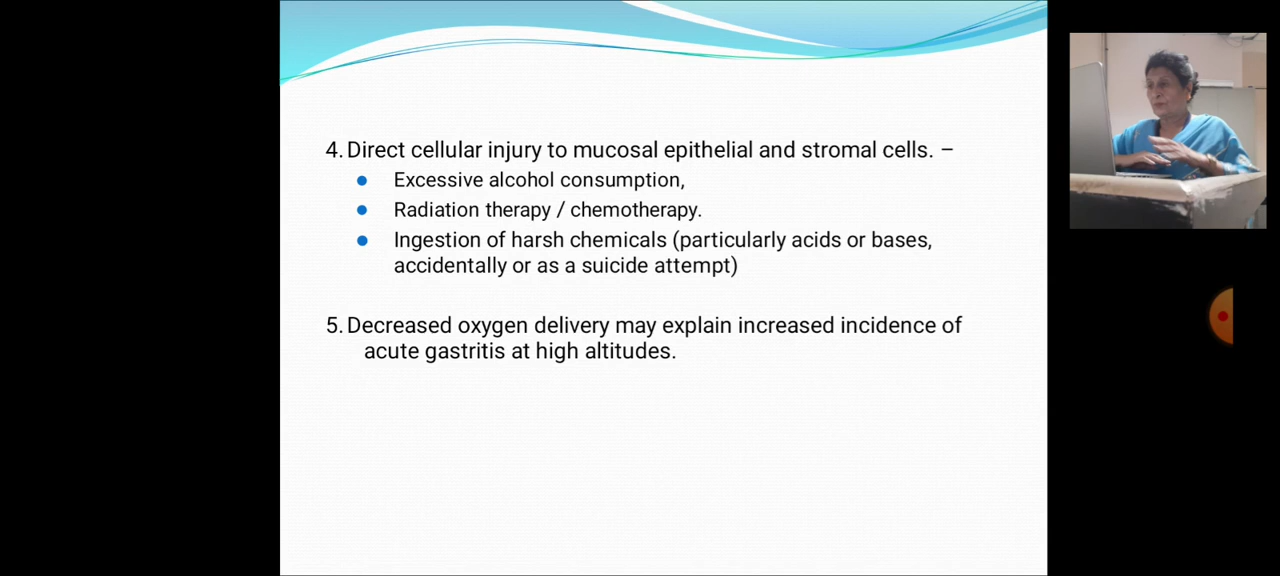 4. Direct cellular injury to mucosal epithelial and stromal cells. –
● Excessive alcohol consumption,
● Radiation therapy / chemotherapy.
● Ingestion of harsh chemicals (particularly acids or bases,
accidentally or as a suicide attempt)
5. Decreased oxygen delivery may explain increased incidence of
acute gastritis at high altitudes.